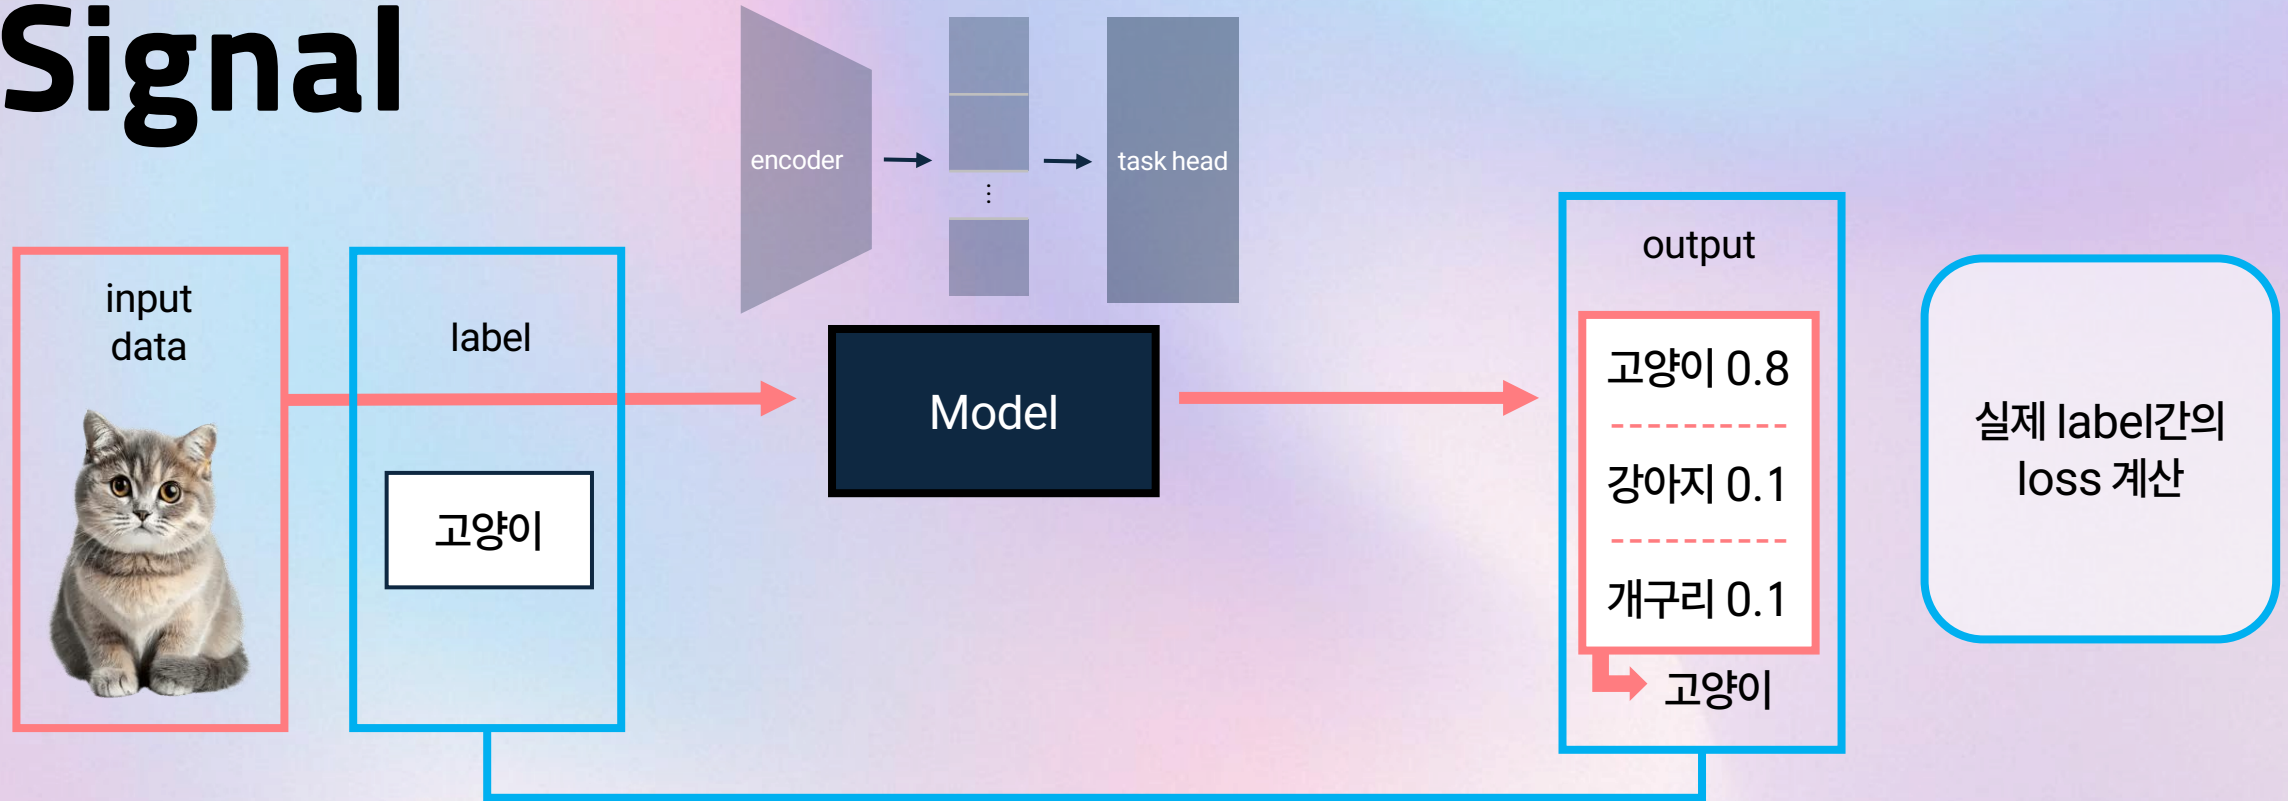 Signal
encoder
task head
input
data
label
고양이
Model
output
고양이 0.8
강아지 0.1
개구리 0.1
고양이
실제 label간의
loss 계산